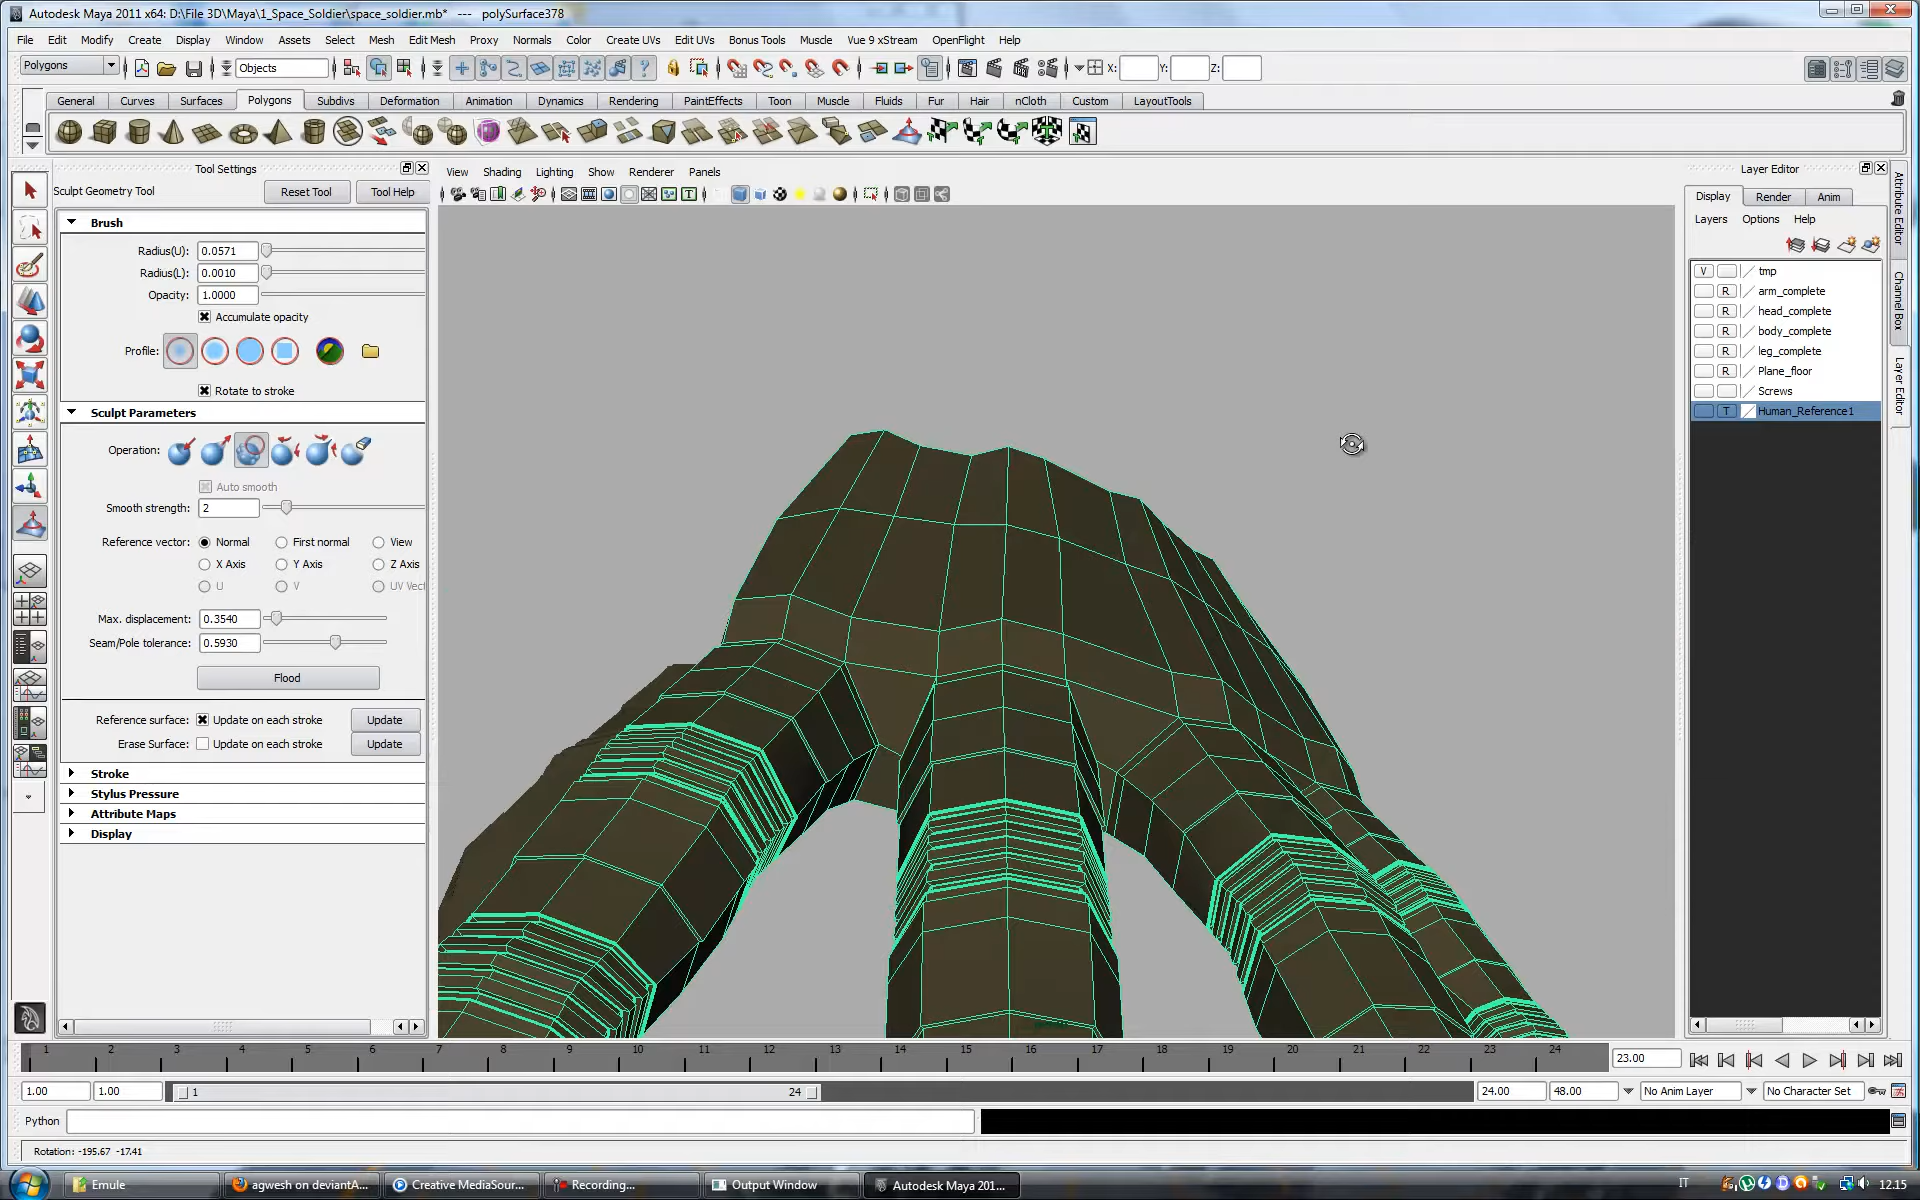 Autodesk Maya 2011 x64: D:\File 3D\Maya\1_Space_Soldier\space_soldier.mb* --- polySurface378
File Edit Modify Create Display Window Assets Select Mesh Edit Mesh Proxy Normals Color Create UVs Edit UVs Bonus Tools Muscle Vue 9 xStream OpenFlight Help
Polygons Objects X: Y: Z:
General Curves Surfaces Polygons Subdivs Deformation Animation Dynamics Rendering PaintEffects Toon Muscle Fluids Fur Hair nCloth Custom LayoutTools
Tool Settings
Sculpt Geometry Tool Reset Tool Tool Help
Brush
Radius(U): 0.0571
Radius(L): 0.0010
Opacity: 1.0000
Accumulate opacity
Profile:
Rotate to stroke
Sculpt Parameters
Operation:
Auto smooth
Smooth strength: 2
Reference vector: Normal First normal View
X Axis Y Axis Z Axis
U V UV Vect
Max. displacement: 0.3540
Seam/Pole tolerance: 0.5930
Flood
Reference surface: Update on each stroke Update
Erase Surface: Update on each stroke Update
Stroke
Stylus Pressure
Attribute Maps
Display
View Shading Lighting Show Renderer Panels
Layer Editor
Display Render Anim
Layers Options Help
V tmp
R arm_complete
R head_complete
R body_complete
R leg_complete
R Plane_floor
Screws
T Human_Reference1
Attribute Editor
Channel Box
Layer Editor
1 2 3 4 5 6 7 8 9 10 11 12 13 14 15 16 17 18 19 20 21 22 23 24 23.00
1.00 1.00 1 24 24.00 48.00 No Anim Layer No Character Set
Python
Rotation: -195.67 -17.41
Emule agwesh on deviantA... Creative MediaSour... Recording... Output Window Autodesk Maya 201... IT 12.15